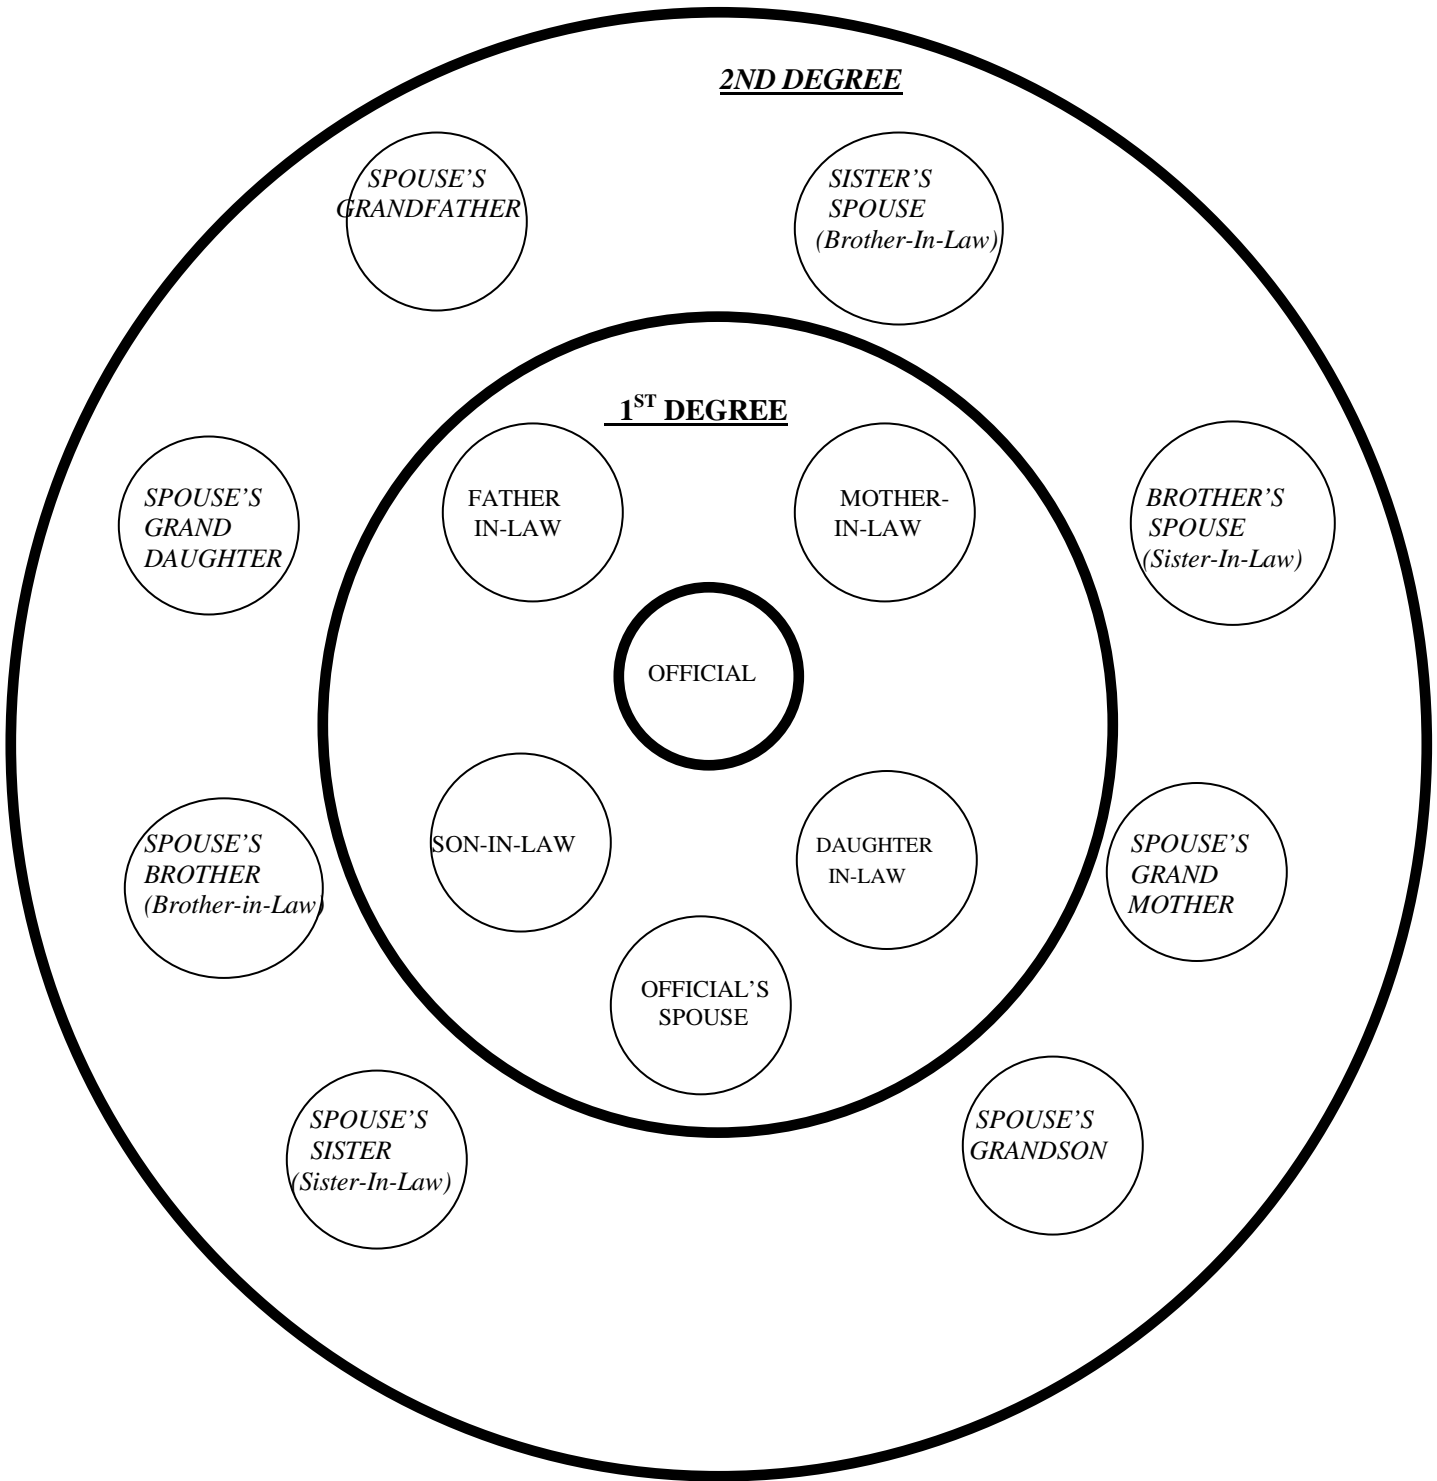 2ND DEGREE
SPOUSE'S
GRANDFATHER
SISTER'S
SPOUSE
(Brother-In-Law)
1ST DEGREE
SPOUSE'S
GRAND
DAUGHTER
FATHER
IN-LAW
MOTHER-
IN-LAW
BROTHER'S
SPOUSE
(Sister-In-Law)
OFFICIAL
SPOUSE'S
BROTHER
(Brother-in-Law)
SON-IN-LAW
DAUGHTER
IN-LAW
SPOUSE'S
GRAND
MOTHER
OFFICIAL'S
SPOUSE
SPOUSE'S
SISTER
(Sister-In-Law)
SPOUSE'S
GRANDSON